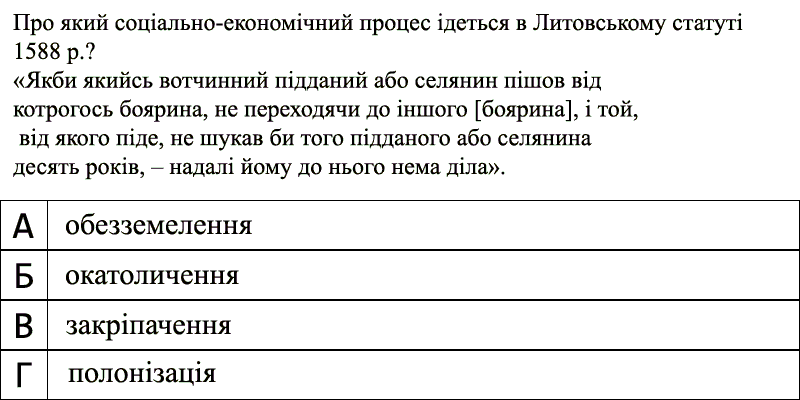 Про який соціально-економічний процес ідеться в Литовському статуті
1588 р.?
«Якби якийсь вотчинний підданий або селянин пішов від
котрогось боярина, не переходячи до іншого [боярина], і той,
від якого піде, не шукав би того підданого або селянина
десять років, – надалі йому до нього нема діла».
А обезземелення
Б окатоличення
В закріпачення
Г полонізація